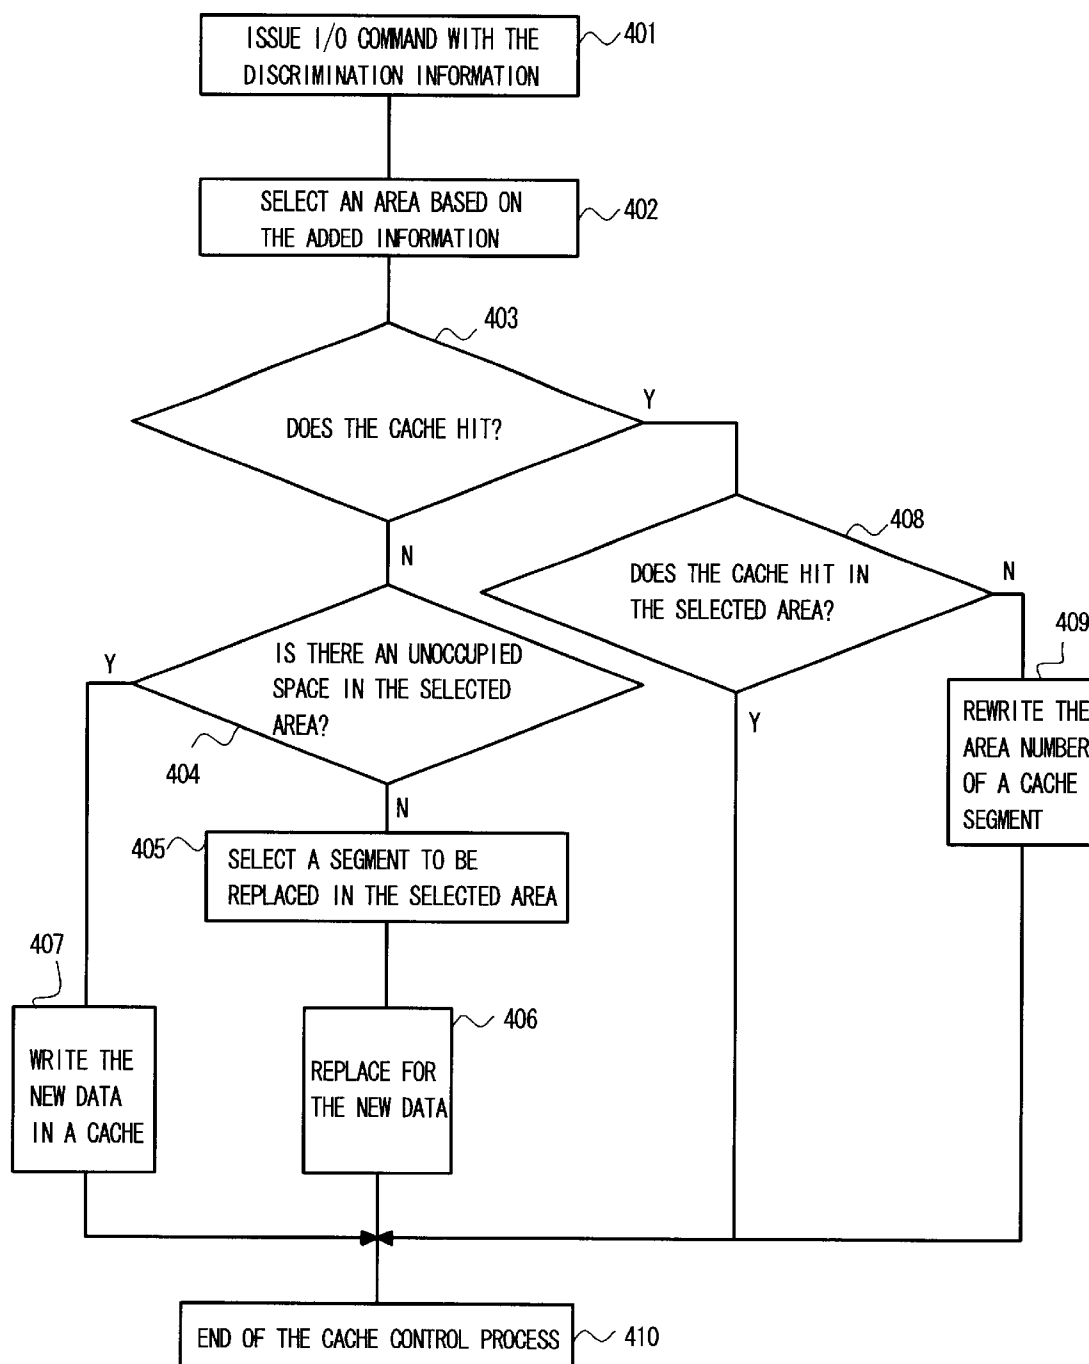 ISSUE I/O COMMAND WITH THE
DISCRIMINATION INFORMATION
401
SELECT AN AREA BASED ON
THE ADDED INFORMATION
402
403
DOES THE CACHE HIT?
Y
N
408
DOES THE CACHE HIT IN
THE SELECTED AREA?
N
Y
409
REWRITE THE
AREA NUMBER
OF A CACHE
SEGMENT
IS THERE AN UNOCCUPIED
SPACE IN THE SELECTED
AREA?
Y
404
N
405
SELECT A SEGMENT TO BE
REPLACED IN THE SELECTED AREA
407
WRITE THE
NEW DATA
IN A CACHE
406
REPLACE FOR
THE NEW DATA
END OF THE CACHE CONTROL PROCESS
410